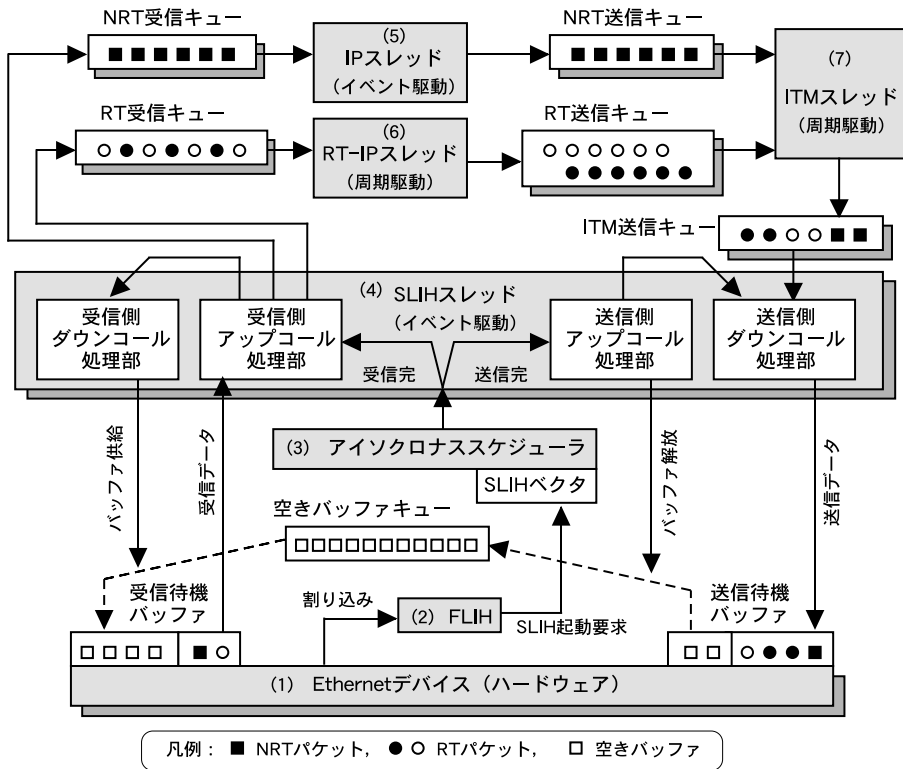 NRT受信キュー
(5)
IPスレッド
(イベント駆動)
NRT送信キュー
(7)
ITMスレッド
(周期駆動)
RT受信キュー
(6)
RT-IPスレッド
(周期駆動)
RT送信キュー
ITM送信キュー
(4) SLIHスレッド
(イベント駆動)
受信側
ダウンコール
処理部
受信側
アップコール
処理部
送信側
アップコール
処理部
送信側
ダウンコール
処理部
受信完
送信完
(3) アイソクロナススケジューラ
SLIHベクタ
バッファ供給
受信データ
バッファ解放
送信データ
空きバッファキュー
受信待機
バッファ
割り込み
(2) FLIH
SLIH起動要求
送信待機
バッファ
(1) Ethernetデバイス(ハードウェア)
凡例: ■ NRTパケット, ● ○ RTパケット, □ 空きバッファ